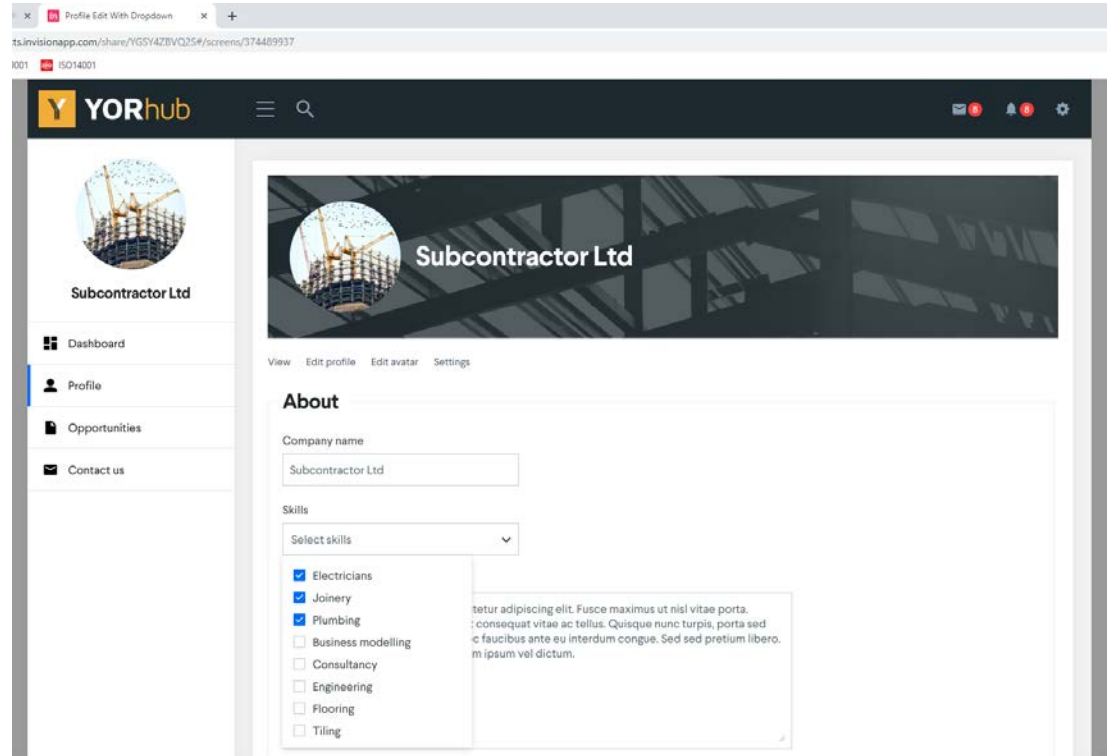 Profile Edit With Dropdown
ts.invisionapp.com/share/YGSY4ZBVQ2S#/screens/374489937
001 ISO14001
Y YORhub
8 8
Subcontractor Ltd
Subcontractor Ltd
Dashboard
Profile
Opportunities
Contact us
View Edit profile Edit avatar Settings
About
Company name
Subcontractor Ltd
Skills
Select skills
Electricians
Joinery
Plumbing
Business modelling
Consultancy
Engineering
Flooring
Tiling
tetur adipiscing elit. Fusce maximus ut nisl vitae porta.
consequat vitae ac tellus. Quisque nunc turpis, porta sed
c faucibus ante eu interdum congue. Sed sed pretium libero.
m ipsum vel dictum.